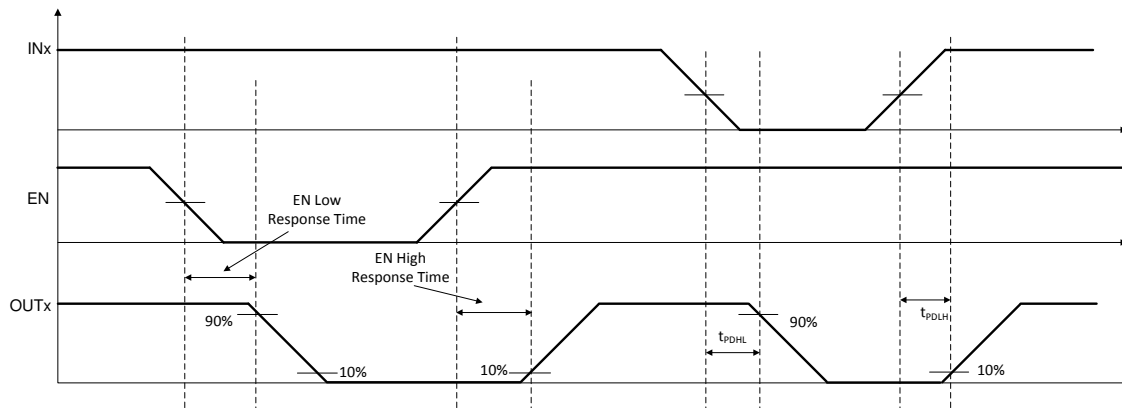 INx
EN
EN Low
Response Time
EN High
Response Time
OUTx
90%
10%
10%
tPDHL
90%
tPDLH
10%